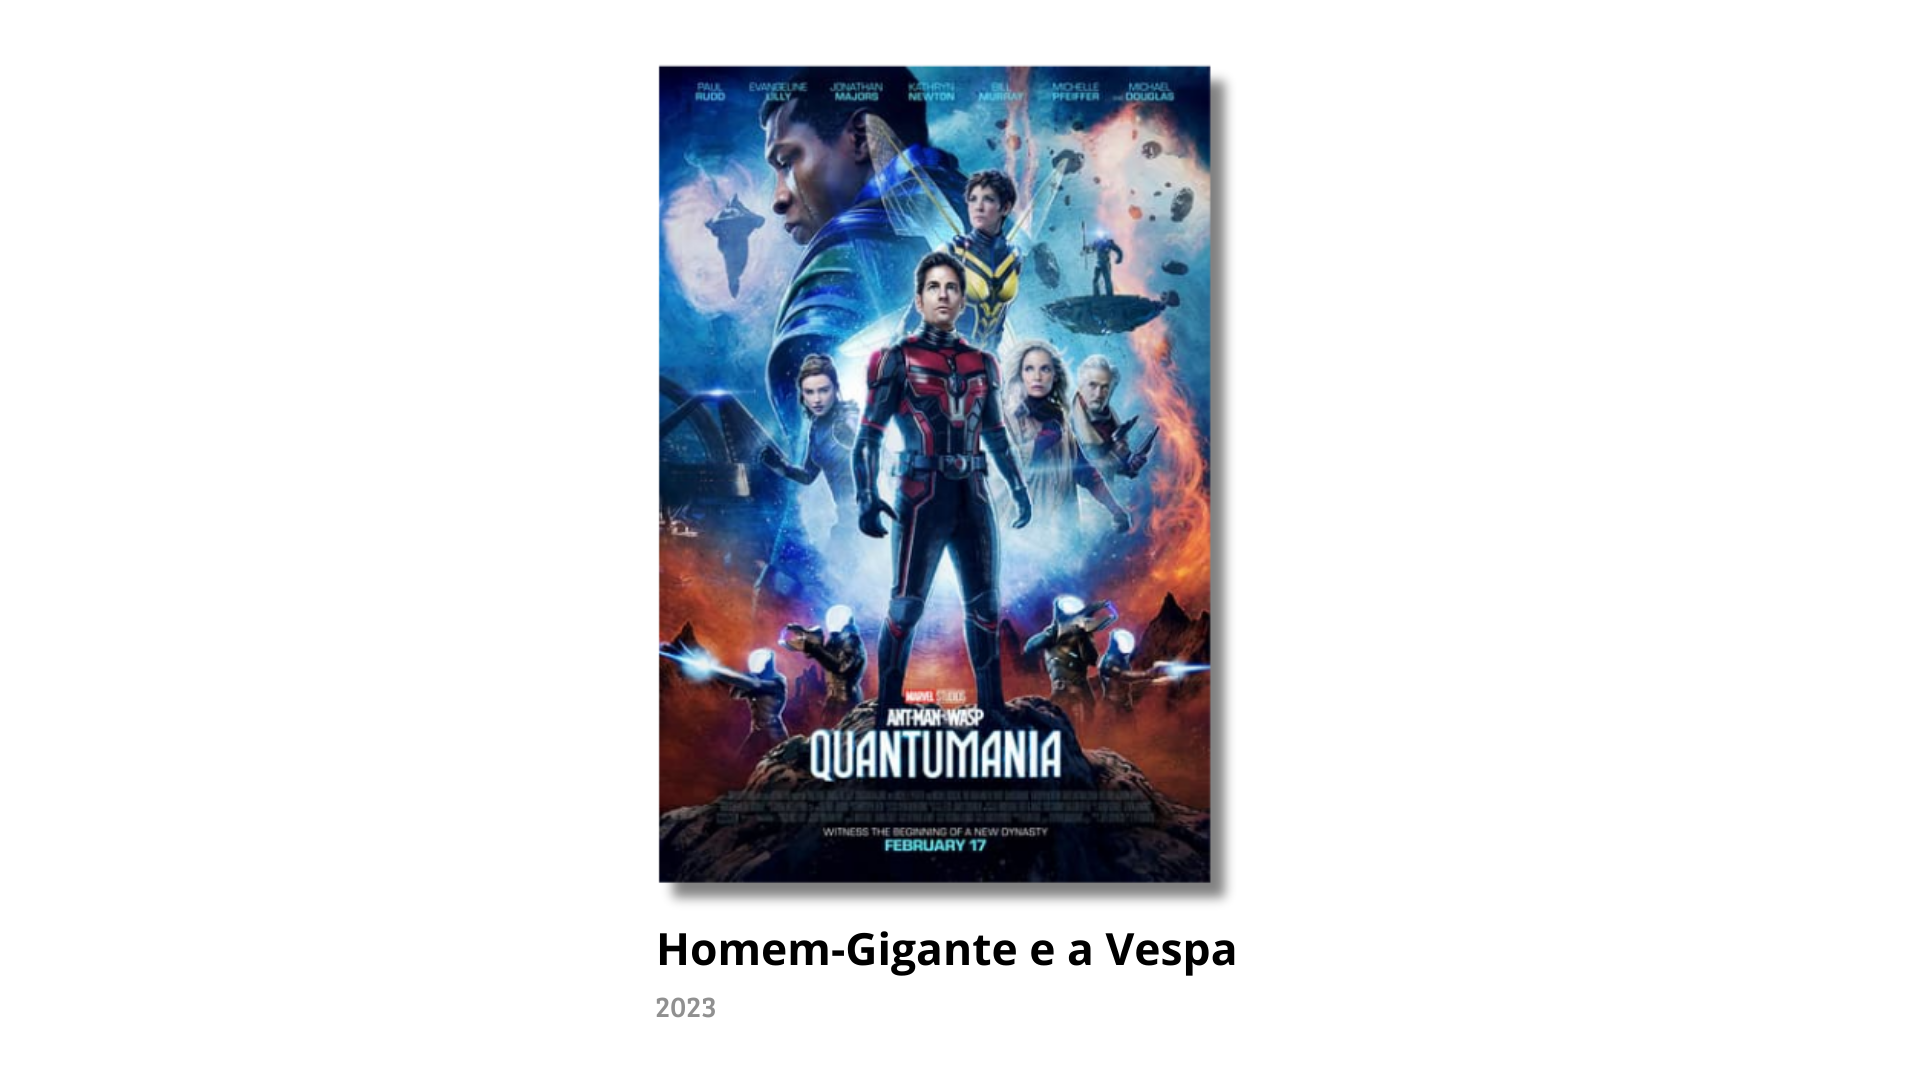 PAUL EVANGELINE JONATHAN KATHRYN BILL MICHELLE MICHAEL
RUDD LILLY MAJORS NEWTON MURRAY PFEIFFER AND DOUGLAS
MARVEL STUDIOS
ANT-MAN AND THE WASP
QUANTUMANIA
WITNESS THE BEGINNING OF A NEW DYNASTY
FEBRUARY 17
Homem-Gigante e a Vespa
2023